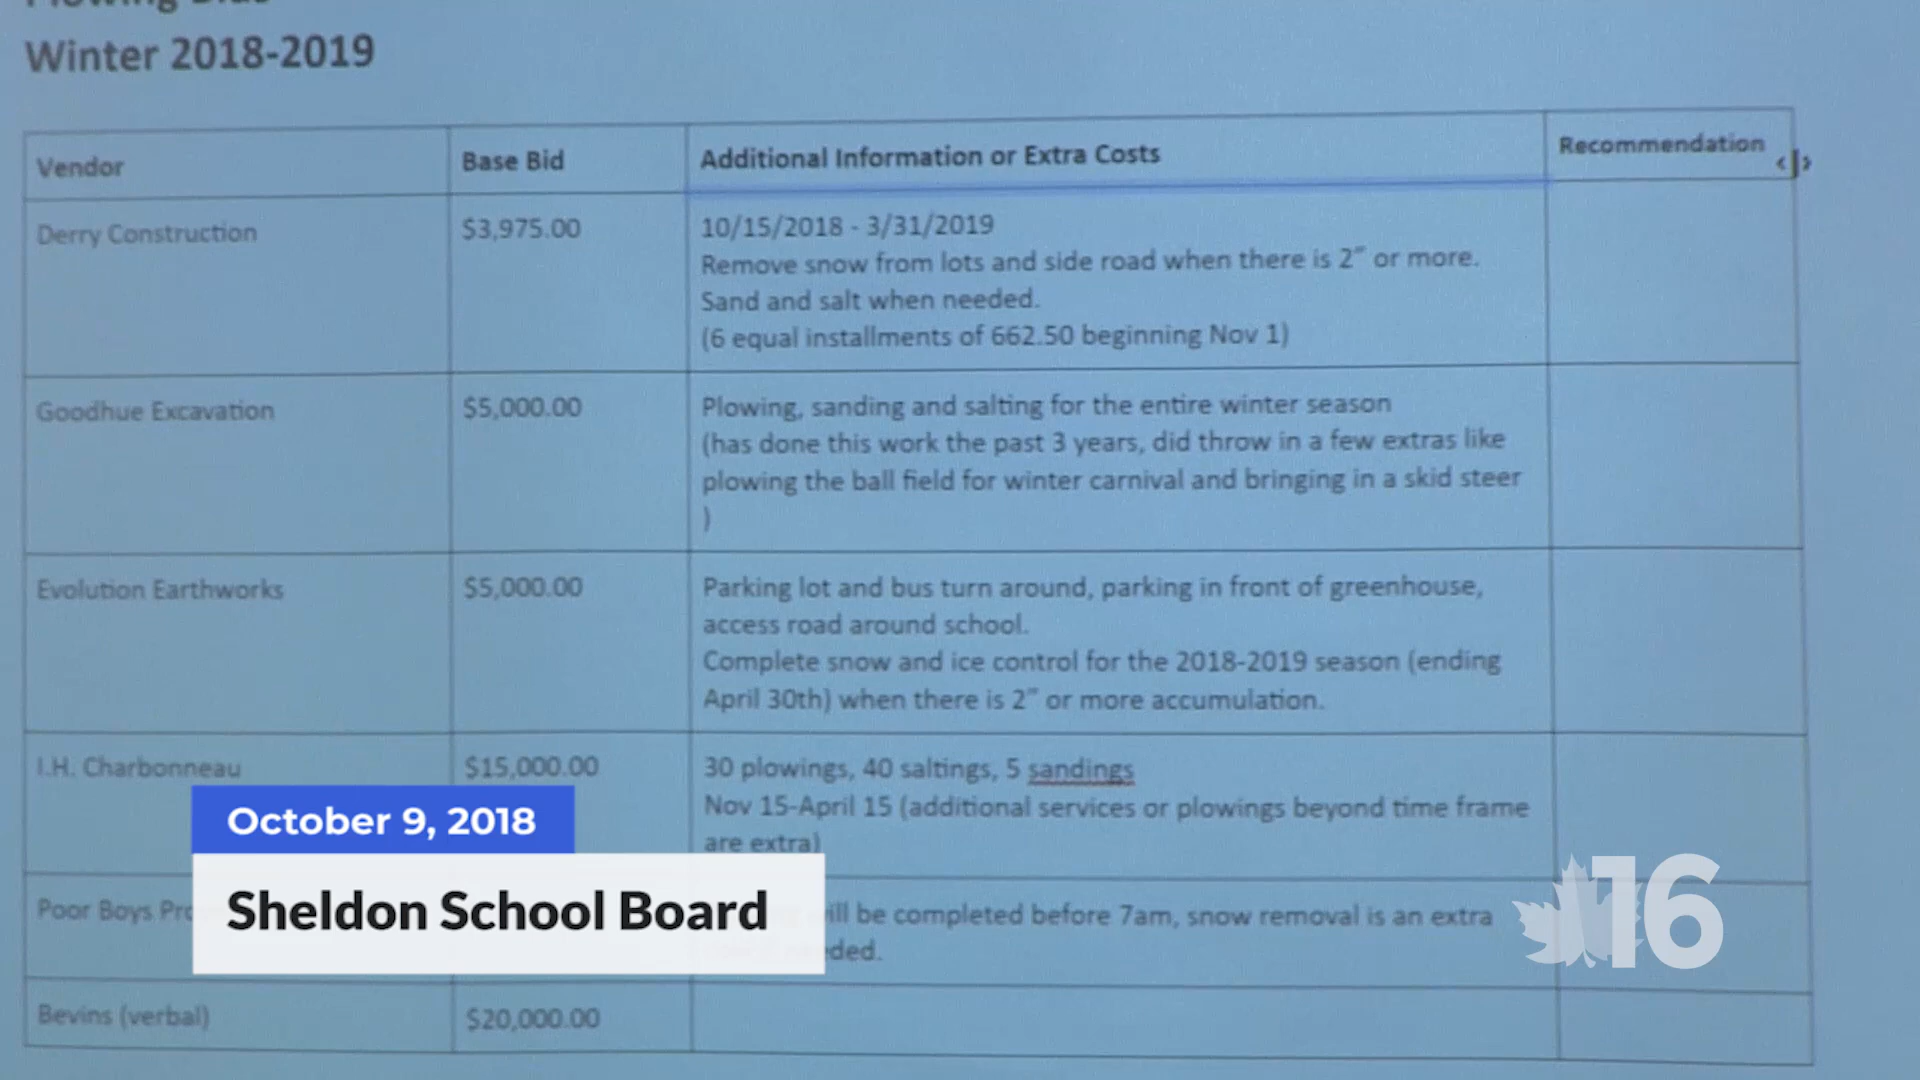 Winter 2018-2019
Vendor
Base Bid
Additional Information or Extra Costs
Recommendation
Derry Construction
$3,975.00
10/15/2018 - 3/31/2019
Remove snow from lots and side road when there is 2” or more.
Sand and salt when needed.
(6 equal installments of 662.50 beginning Nov 1)
Goodhue Excavation
$5,000.00
Plowing, sanding and salting for the entire winter season
(has done this work the past 3 years, did throw in a few extras like
plowing the ball field for winter carnival and bringing in a skid steer
)
Evolution Earthworks
$5,000.00
Parking lot and bus turn around, parking in front of greenhouse,
access road around school.
Complete snow and ice control for the 2018-2019 season (ending
April 30th) when there is 2” or more accumulation.
I.H. Charbonneau
$15,000.00
30 plowings, 40 saltings, 5 sandings
Nov 15-April 15 (additional services or plowings beyond time frame
are extra)
Poor Boys
be completed before 7am, snow removal is an extra
Bevins (verbal)
$20,000.00
October 9, 2018
Sheldon School Board
16